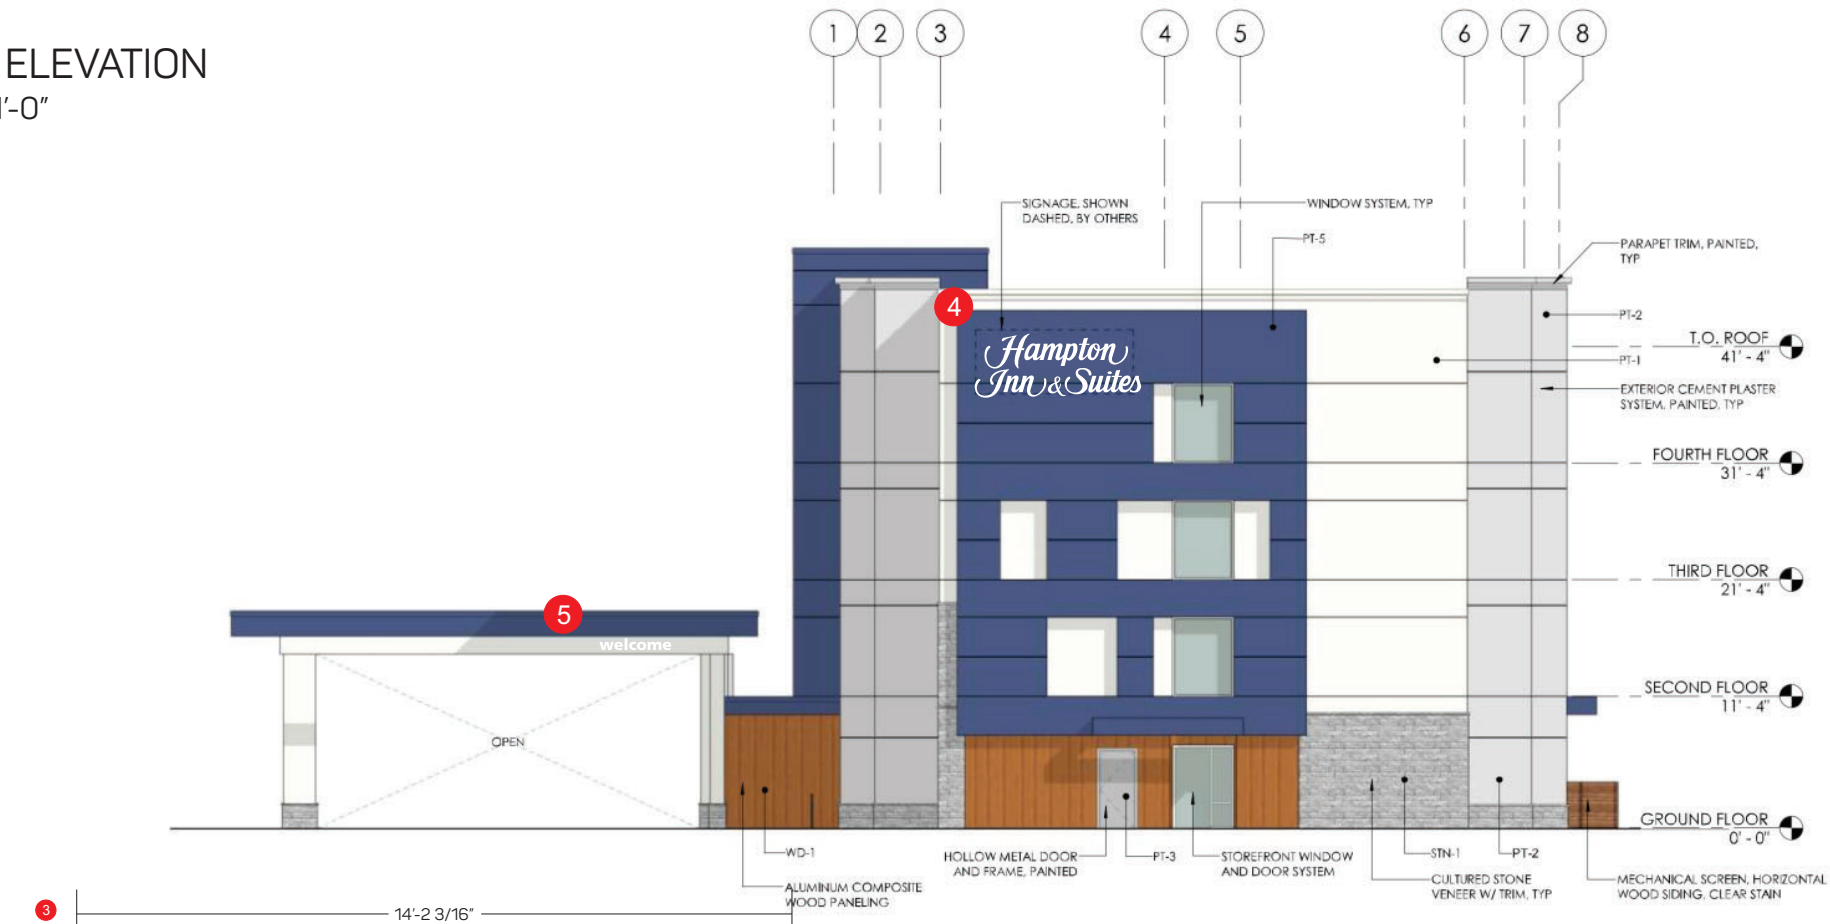 ELEVATION
1'-0"
1 2 3 4 5 6 7 8
SIGNAGE, SHOWN
DASHED, BY OTHERS
WINDOW SYSTEM, TYP
PT-5
PARAPET TRIM, PAINTED,
TYP
PT-2
T.O. ROOF
41' - 4"
PT-1
EXTERIOR CEMENT PLASTER
SYSTEM, PAINTED, TYP
4
Hampton
Inn & Suites
FOURTH FLOOR
31' - 4"
THIRD FLOOR
21' - 4"
5
welcome
SECOND FLOOR
11' - 4"
OPEN
GROUND FLOOR
0' - 0"
WD-1
HOLLOW METAL DOOR
AND FRAME, PAINTED
PT-3
STOREFRONT WINDOW
AND DOOR SYSTEM
STN-1
PT-2
ALUMINUM COMPOSITE
WOOD PANELING
CULTURED STONE
VENEER W/ TRIM, TYP
MECHANICAL SCREEN, HORIZONTAL
WOOD SIDING, CLEAR STAIN
3
14'-2 3/16"